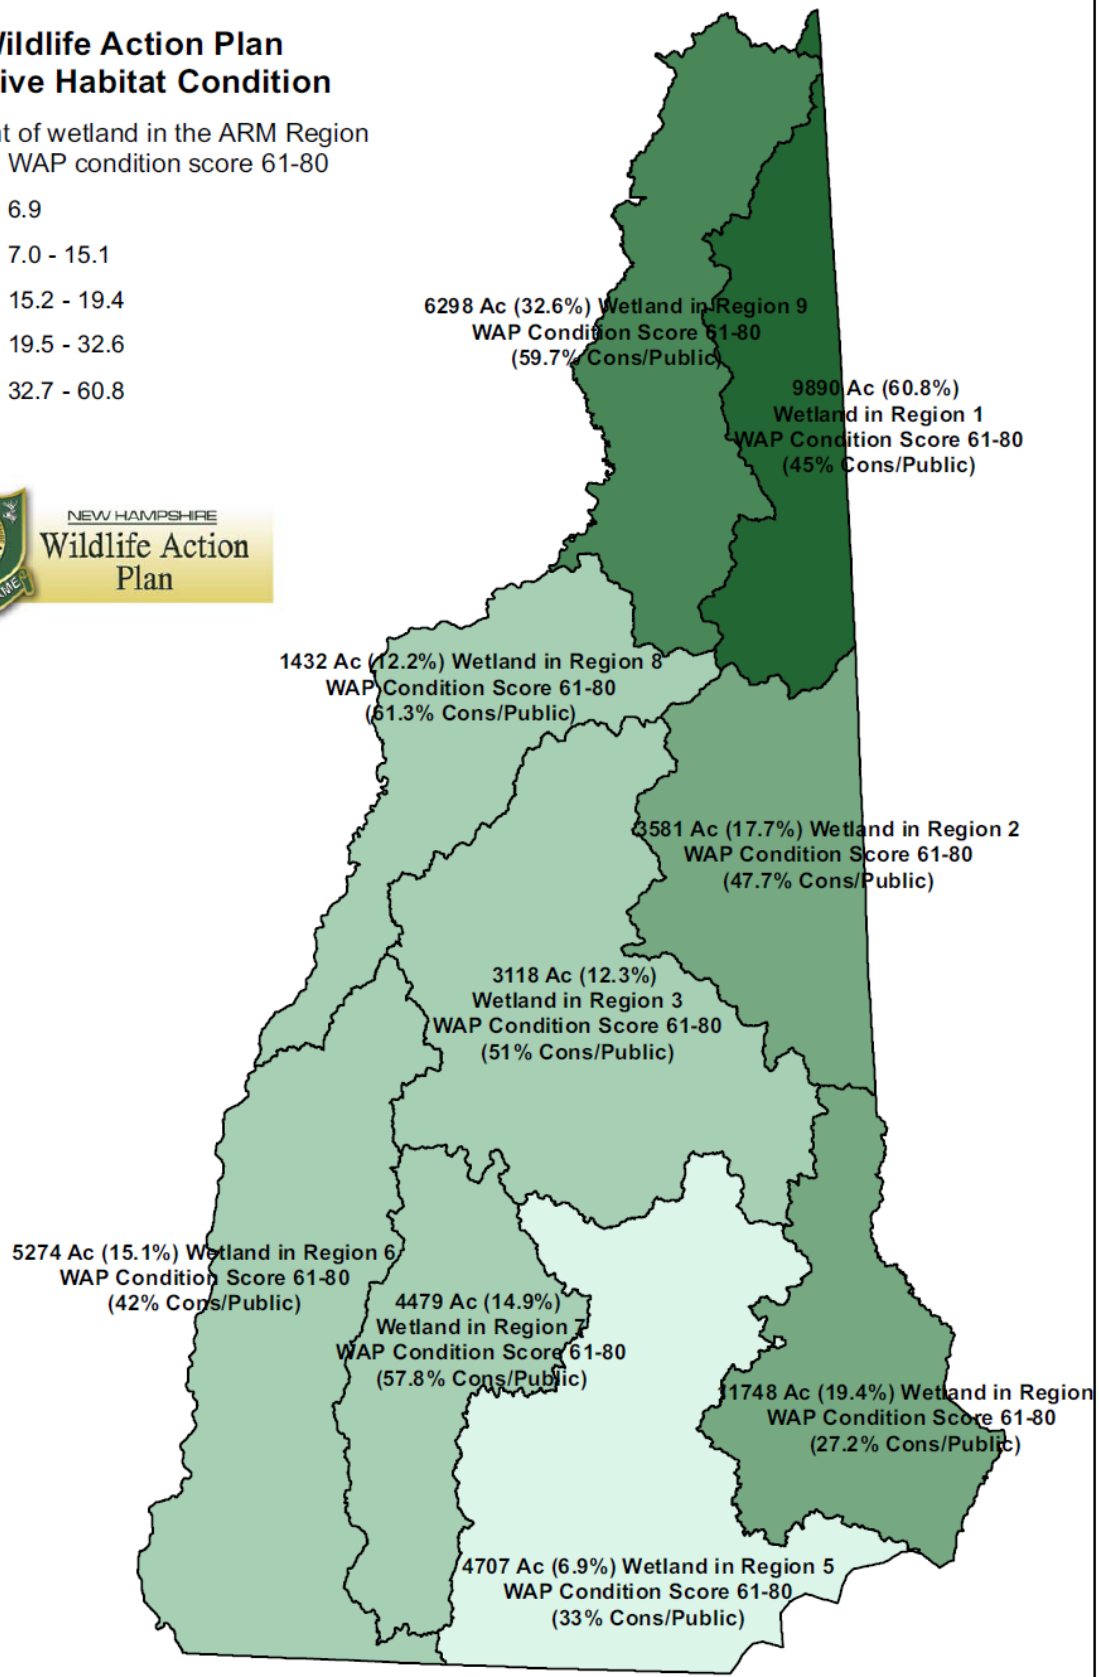 Wildlife Action Plan
ive Habitat Condition
t of wetland in the ARM Region
WAP condition score 61-80
6.9
7.0 - 15.1
15.2 - 19.4
19.5 - 32.6
32.7 - 60.8
NEW HAMPSHIRE
Wildlife Action
Plan
6298 Ac (32.6%) Wetland in Region 9
WAP Condition Score 61-80
(59.7% Cons/Public)
9890 Ac (60.8%)
Wetland in Region 1
WAP Condition Score 61-80
(45% Cons/Public)
1432 Ac (12.2%) Wetland in Region 8
WAP Condition Score 61-80
(61.3% Cons/Public)
3581 Ac (17.7%) Wetland in Region 2
WAP Condition Score 61-80
(47.7% Cons/Public)
3118 Ac (12.3%)
Wetland in Region 3
WAP Condition Score 61-80
(51% Cons/Public)
5274 Ac (15.1%) Wetland in Region 6
WAP Condition Score 61-80
(42% Cons/Public)
4479 Ac (14.9%)
Wetland in Region 7
WAP Condition Score 61-80
(57.8% Cons/Public)
11748 Ac (19.4%) Wetland in Region
WAP Condition Score 61-80
(27.2% Cons/Public)
4707 Ac (6.9%) Wetland in Region 5
WAP Condition Score 61-80
(33% Cons/Public)